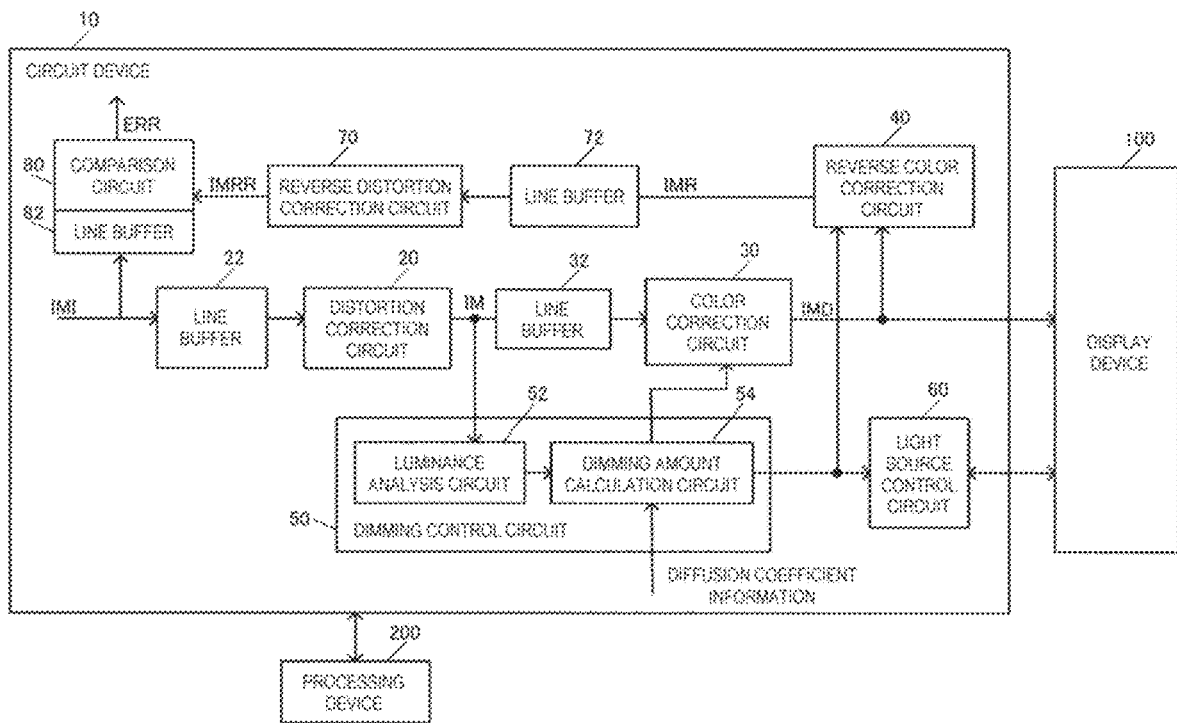 10
CIRCUIT DEVICE
ERR
80
COMPARISON
CIRCUIT
82
LINE BUFFER
IMRR
70
REVERSE DISTORTION
CORRECTION CIRCUIT
72
LINE BUFFER
IMR
40
REVERSE COLOR
CORRECTION
CIRCUIT
100
DISPLAY
DEVICE
IMI
22
LINE
BUFFER
20
DISTORTION
CORRECTION
CIRCUIT
IM
32
LINE
BUFFER
30
COLOR
CORRECTION
CIRCUIT
IMD
52
LUMINANCE
ANALYSIS CIRCUIT
54
DIMMING AMOUNT
CALCULATION CIRCUIT
60
LIGHT
SOURCE
CONTROL
CIRCUIT
50
DIMMING CONTROL CIRCUIT
DIFFUSION COEFFICIENT
INFORMATION
200
PROCESSING
DEVICE